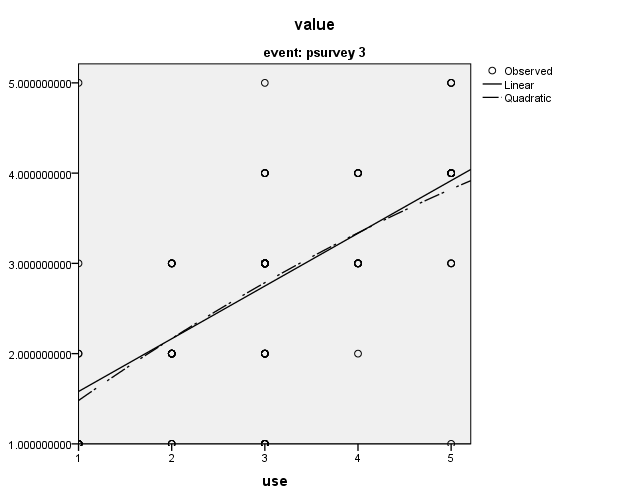 value
event: psurvey 3
5.000000000
4.000000000
3.000000000
2.000000000
1.000000000
1 2 3 4 5
use
Observed
Linear
Quadratic